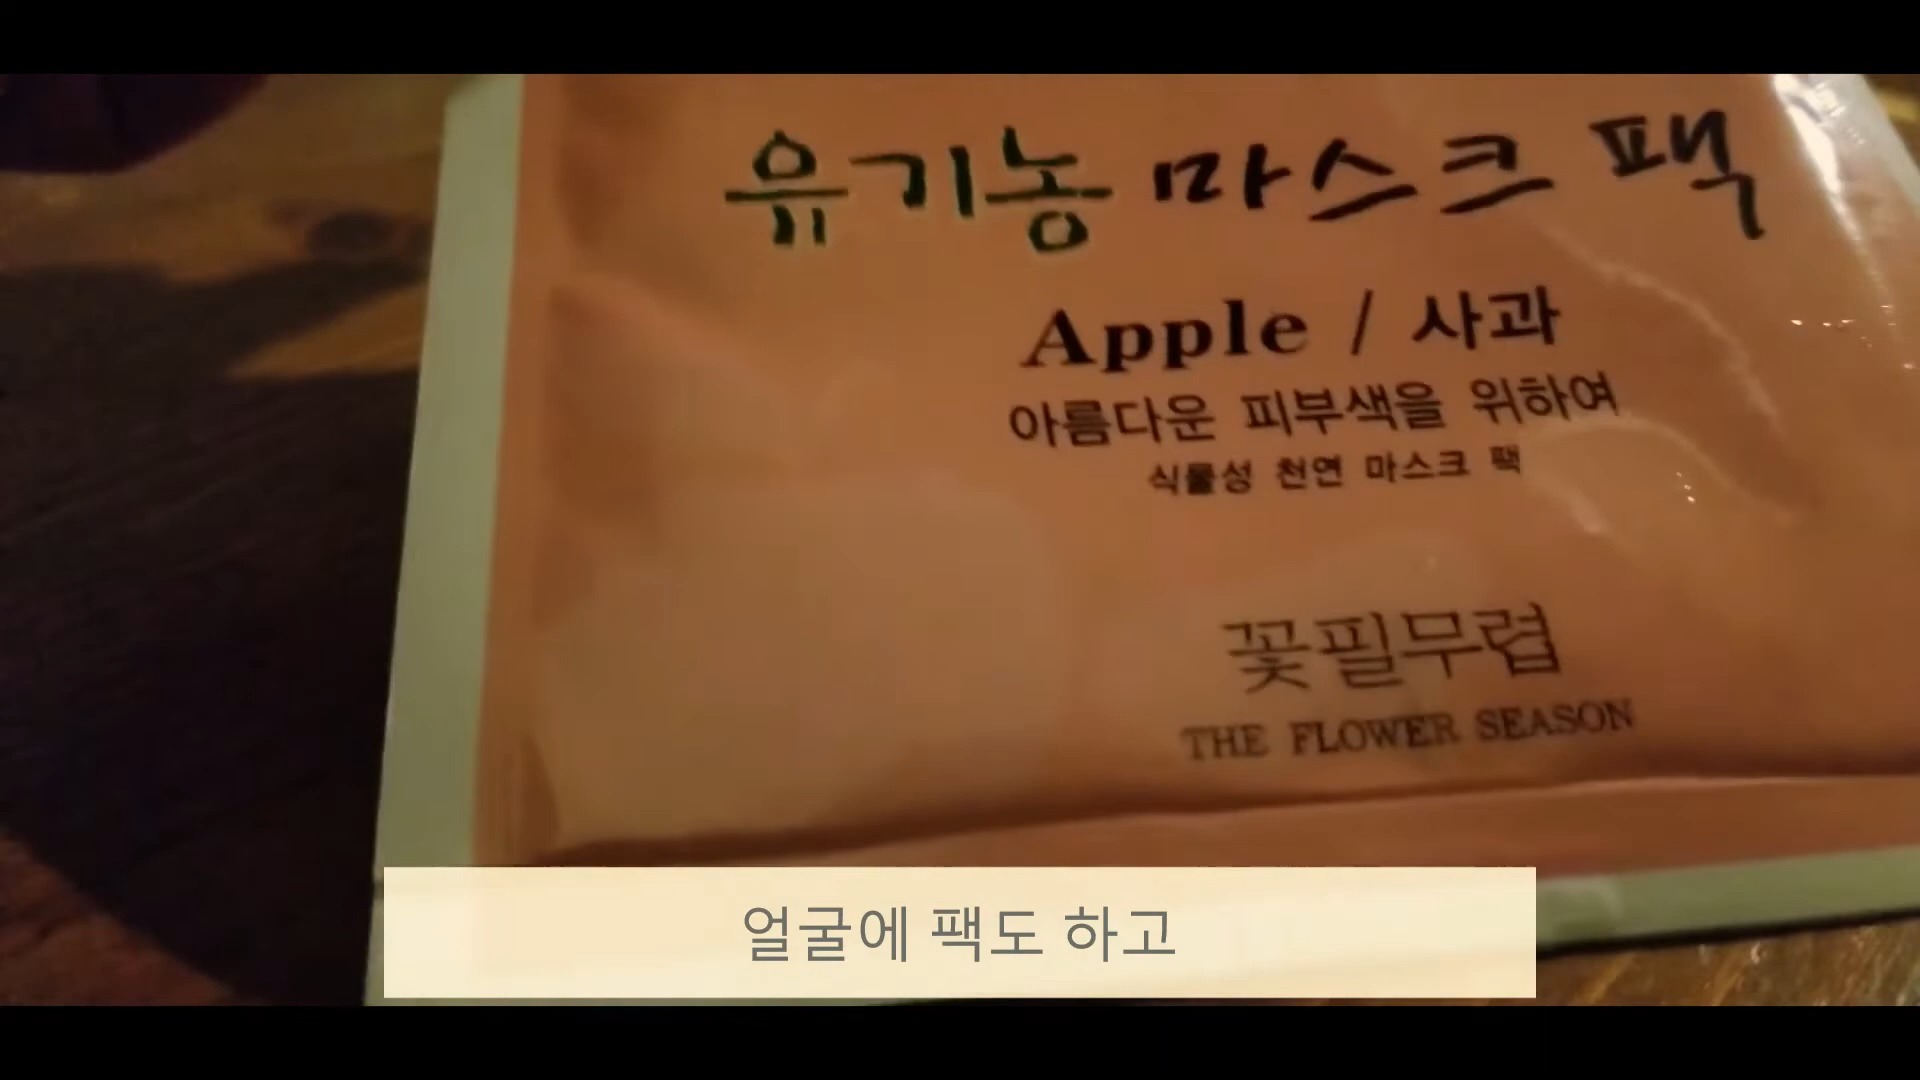 유기농 마스크 팩
Apple / 사과
아름다운 피부색을 위하여
식물성 천연 마스크 팩
꽃필무렵
THE FLOWER SEASON
얼굴에 팩도 하고